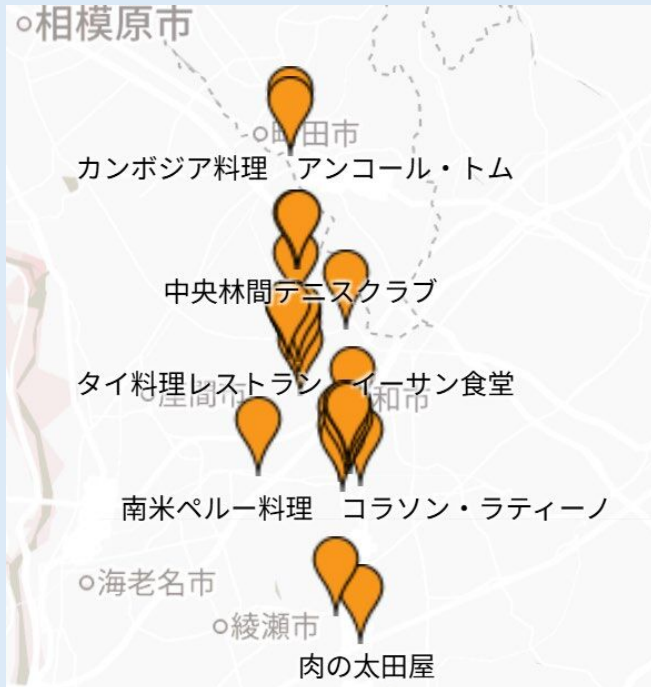 相模原市
町田市
カンボジア料理　アンコール・トム
中央林間テニスクラブ
タイ料理レストラン　イーサン食堂
座間市
和市
南米ペルー料理　コラソン・ラティーノ
海老名市
綾瀬市
肉の太田屋